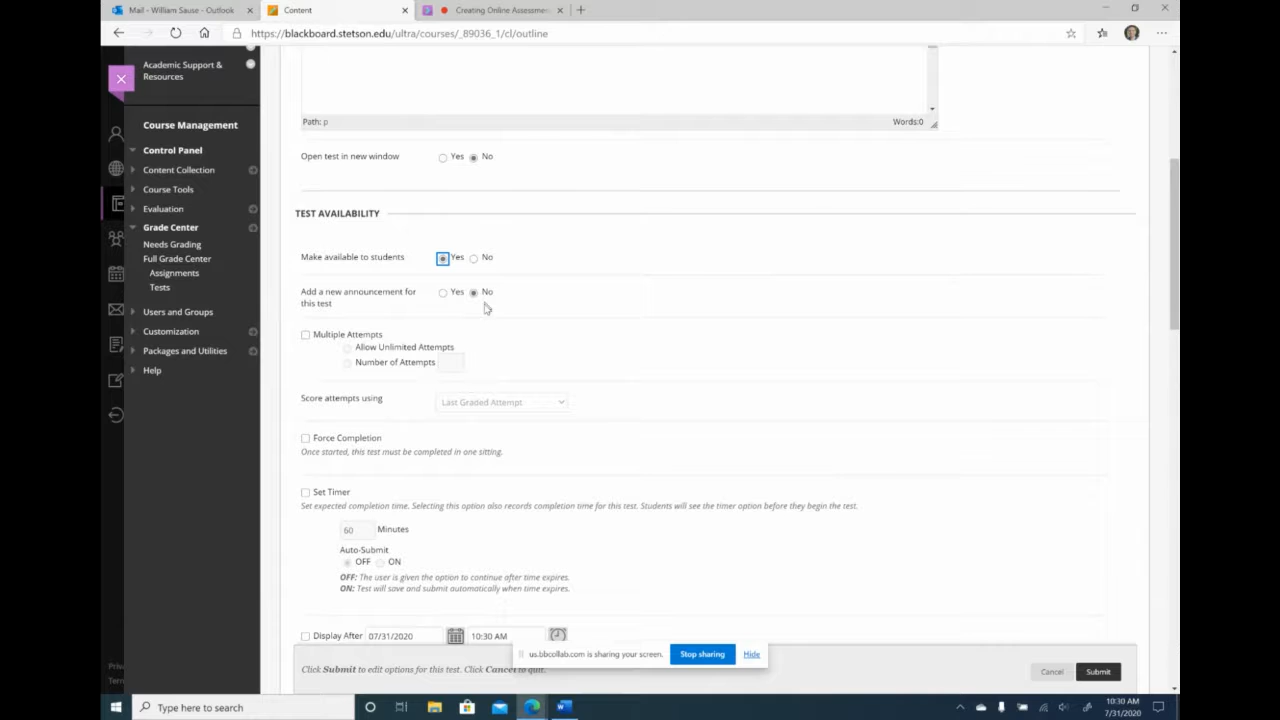 Mail - William Sause - Outlook
Content
Creating Online Assessmen
https://blackboard.stetson.edu/ultra/courses/_89036_1/cl/outline
Academic Support &
Resources
Course Management
Control Panel
Content Collection
Course Tools
Evaluation
Grade Center
Needs Grading
Full Grade Center
Assignments
Tests
Users and Groups
Customization
Packages and Utilities
Help
Priva
Term
Path: p
Words:0
Open test in new window
Yes No
TEST AVAILABILITY
Make available to students
Yes No
Add a new announcement for
this test
Yes No
Multiple Attempts
Allow Unlimited Attempts
Number of Attempts
Score attempts using
Last Graded Attempt
Force Completion
Once started, this test must be completed in one sitting.
Set Timer
Set expected completion time. Selecting this option also records completion time for this test. Students will see the timer option before they begin the test.
60 Minutes
Auto-Submit
OFF ON
OFF: The user is given the option to continue after time expires.
ON: Test will save and submit automatically when time expires.
Display After 07/31/2020 10:30 AM
us.bbcollab.com is sharing your screen. Stop sharing Hide
Click Submit to edit options for this test. Click Cancel to quit.
Cancel Submit
Type here to search
10:30 AM
7/31/2020